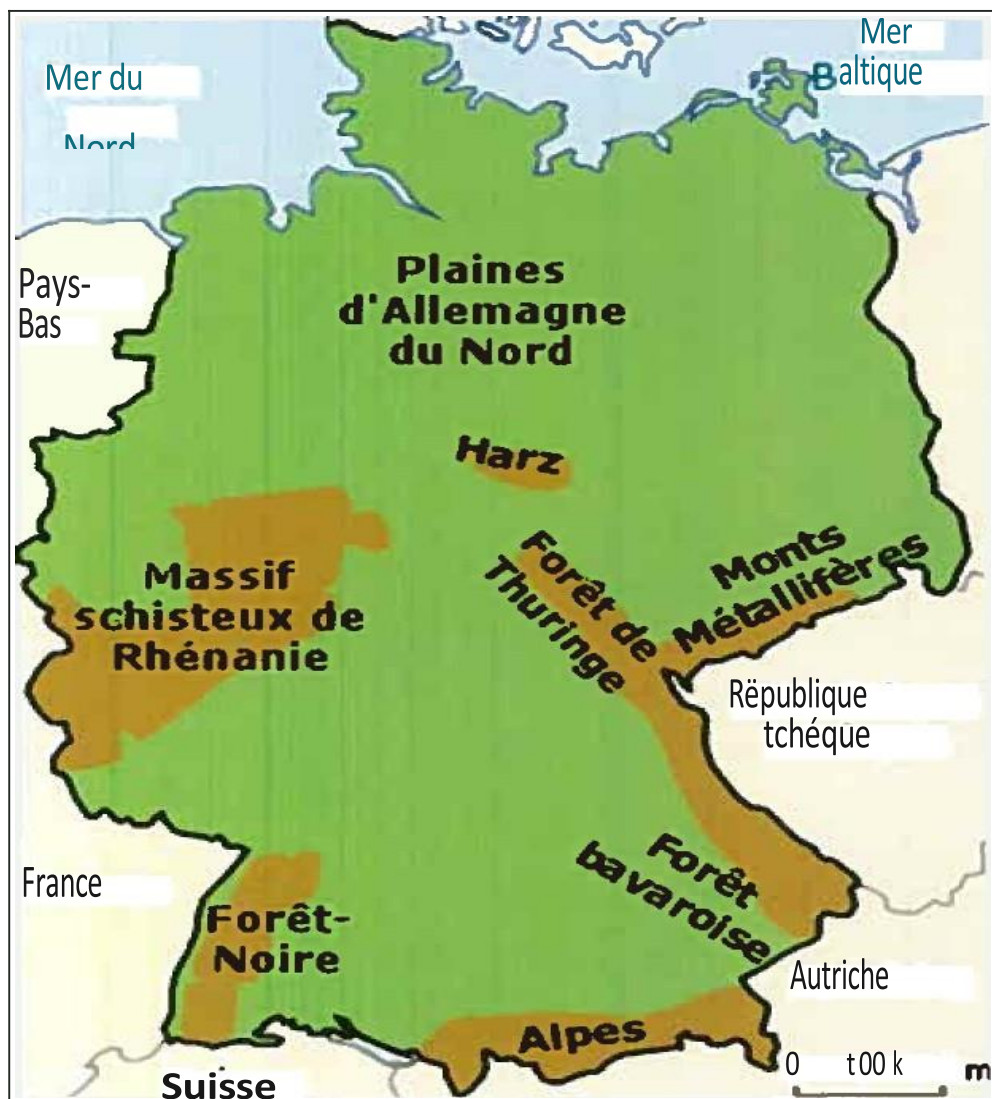 Mer
Baltique
Mer du
Nord
Pays-
Bas
Plaines
d'Allemagne
du Nord
Harz
Massif
schisteux de
Rhénanie
Forêt de
Thuringe
Monts
Métallifères
Rëpublique
tchéque
France
Forêt-
Noire
Forêt
bavaroise
Autriche
Alpes
Suisse
0 t00 k m